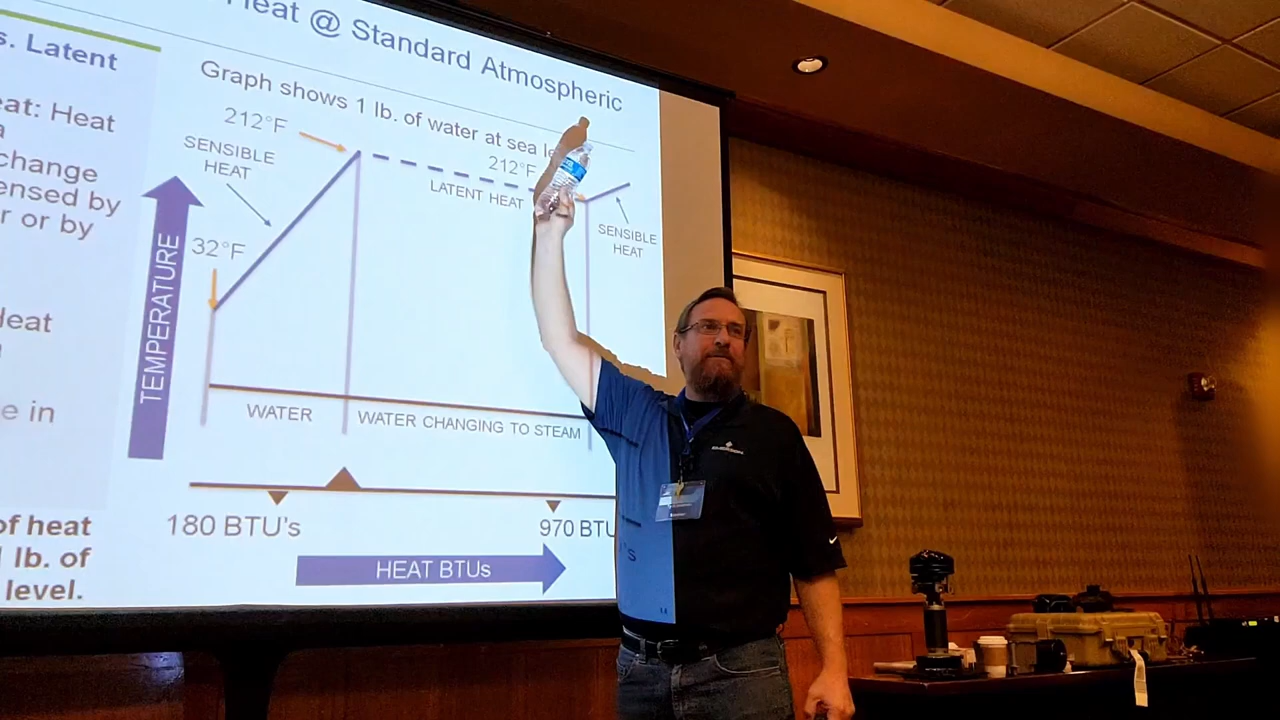 Heat @ Standard Atmospheric
s. Latent
eat: Heat
a
change
ensed by
r or by
Heat
e in
of heat
1 lb. of
level.
Graph shows 1 lb. of water at sea le
212°F
SENSIBLE
HEAT
32°F
212°F
LATENT HEAT
SENSIBLE
HEAT
TEMPERATURE
WATER
WATER CHANGING TO STEAM
180 BTU's
970 BTU
's
HEAT BTUs